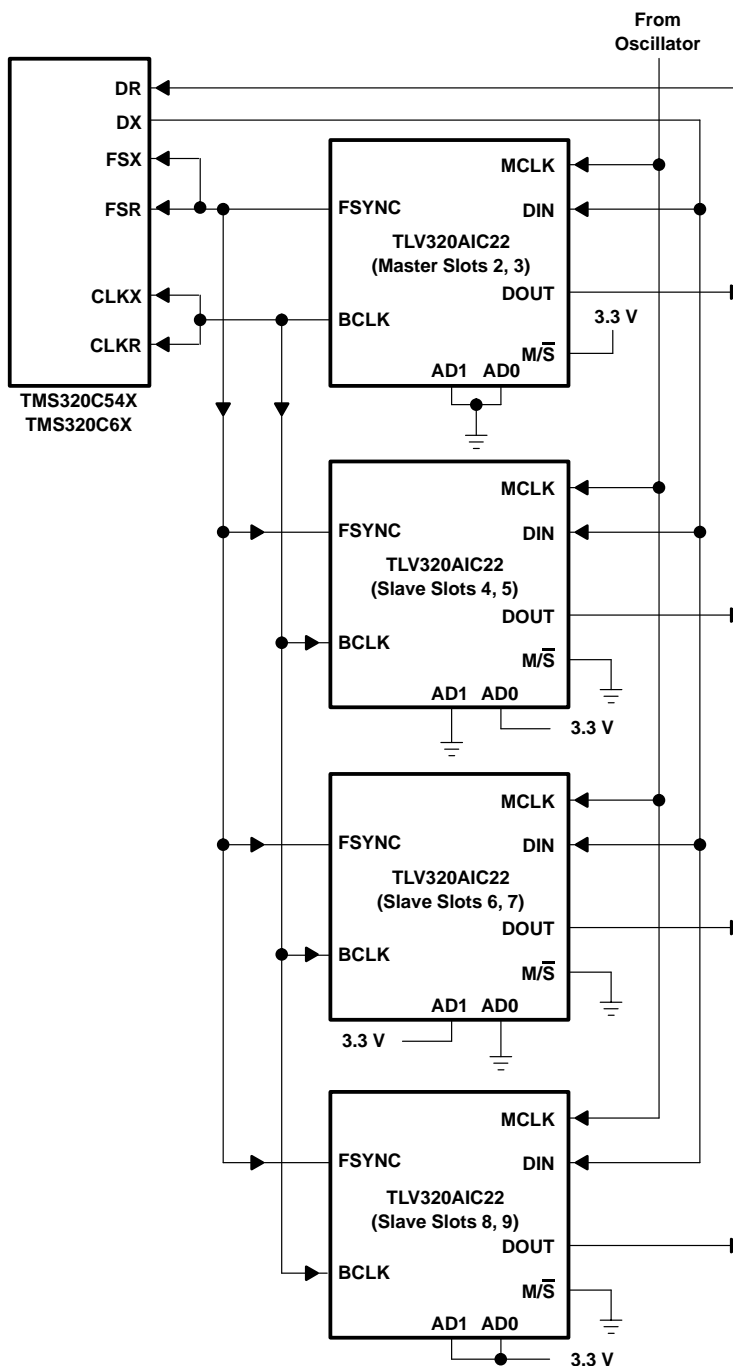 From
Oscillator
DR
DX
FSX
FSR
CLKX
CLKR
TMS320C54X
TMS320C6X
MCLK
FSYNC
DIN
TLV320AIC22
(Master Slots 2, 3)
DOUT
BCLK
3.3 V
M/S̅
AD1 AD0
MCLK
FSYNC
DIN
TLV320AIC22
(Slave Slots 4, 5)
DOUT
BCLK
M/S̅
AD1 AD0
3.3 V
MCLK
FSYNC
DIN
TLV320AIC22
(Slave Slots 6, 7)
DOUT
BCLK
M/S̅
AD1 AD0
3.3 V
MCLK
FSYNC
DIN
TLV320AIC22
(Slave Slots 8, 9)
DOUT
BCLK
M/S̅
AD1 AD0
3.3 V